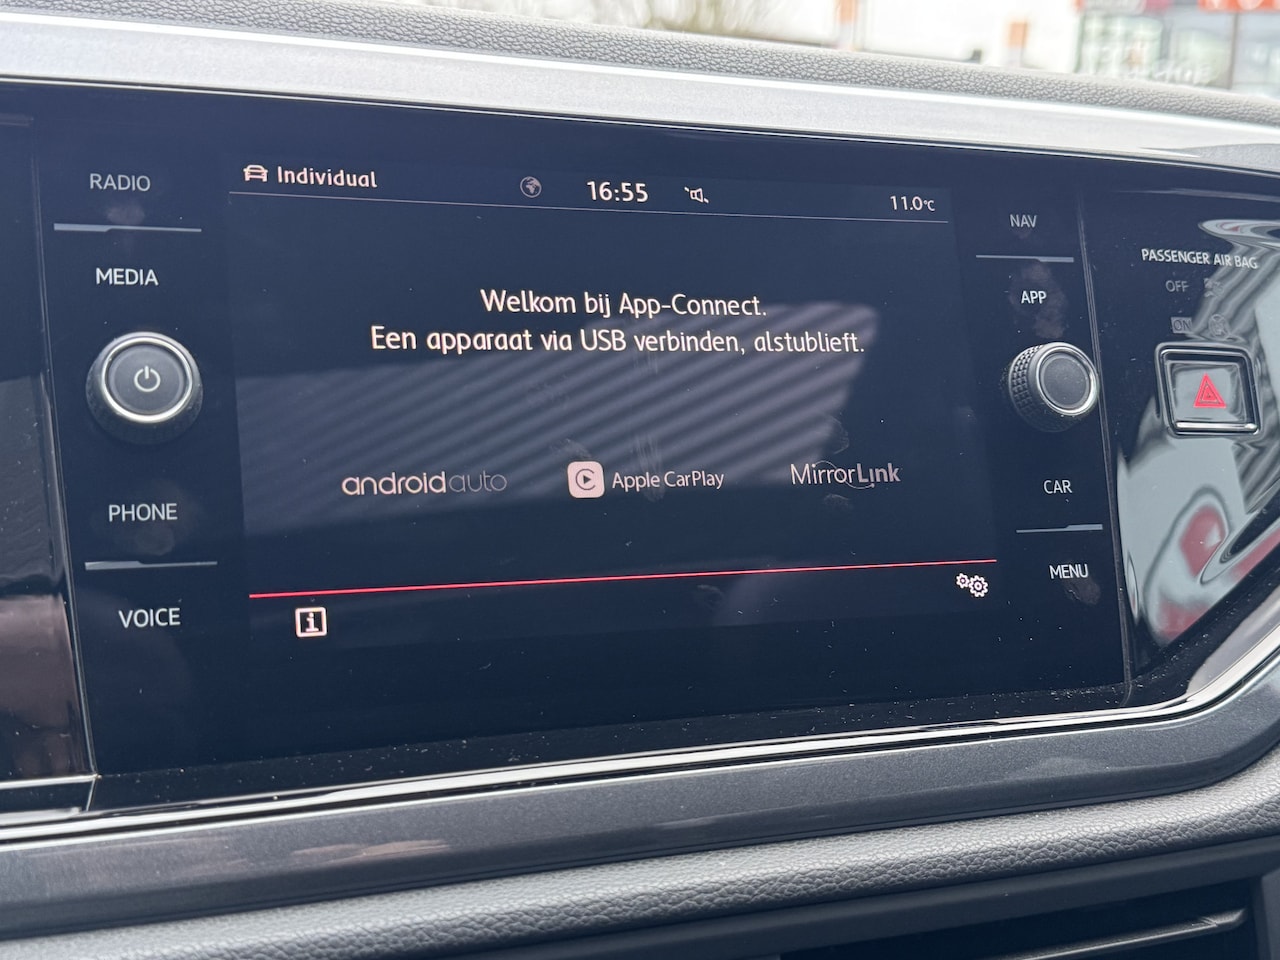 RADIO
MEDIA
PHONE
VOICE
Individual
16:55
11.0°C
Welkom bij App-Connect.
Een apparaat via USB verbinden, alstublieft.
androidauto
Apple CarPlay
MirrorLink
i
NAV
APP
CAR
MENU
PASSENGER AIR BAG
OFF
ON